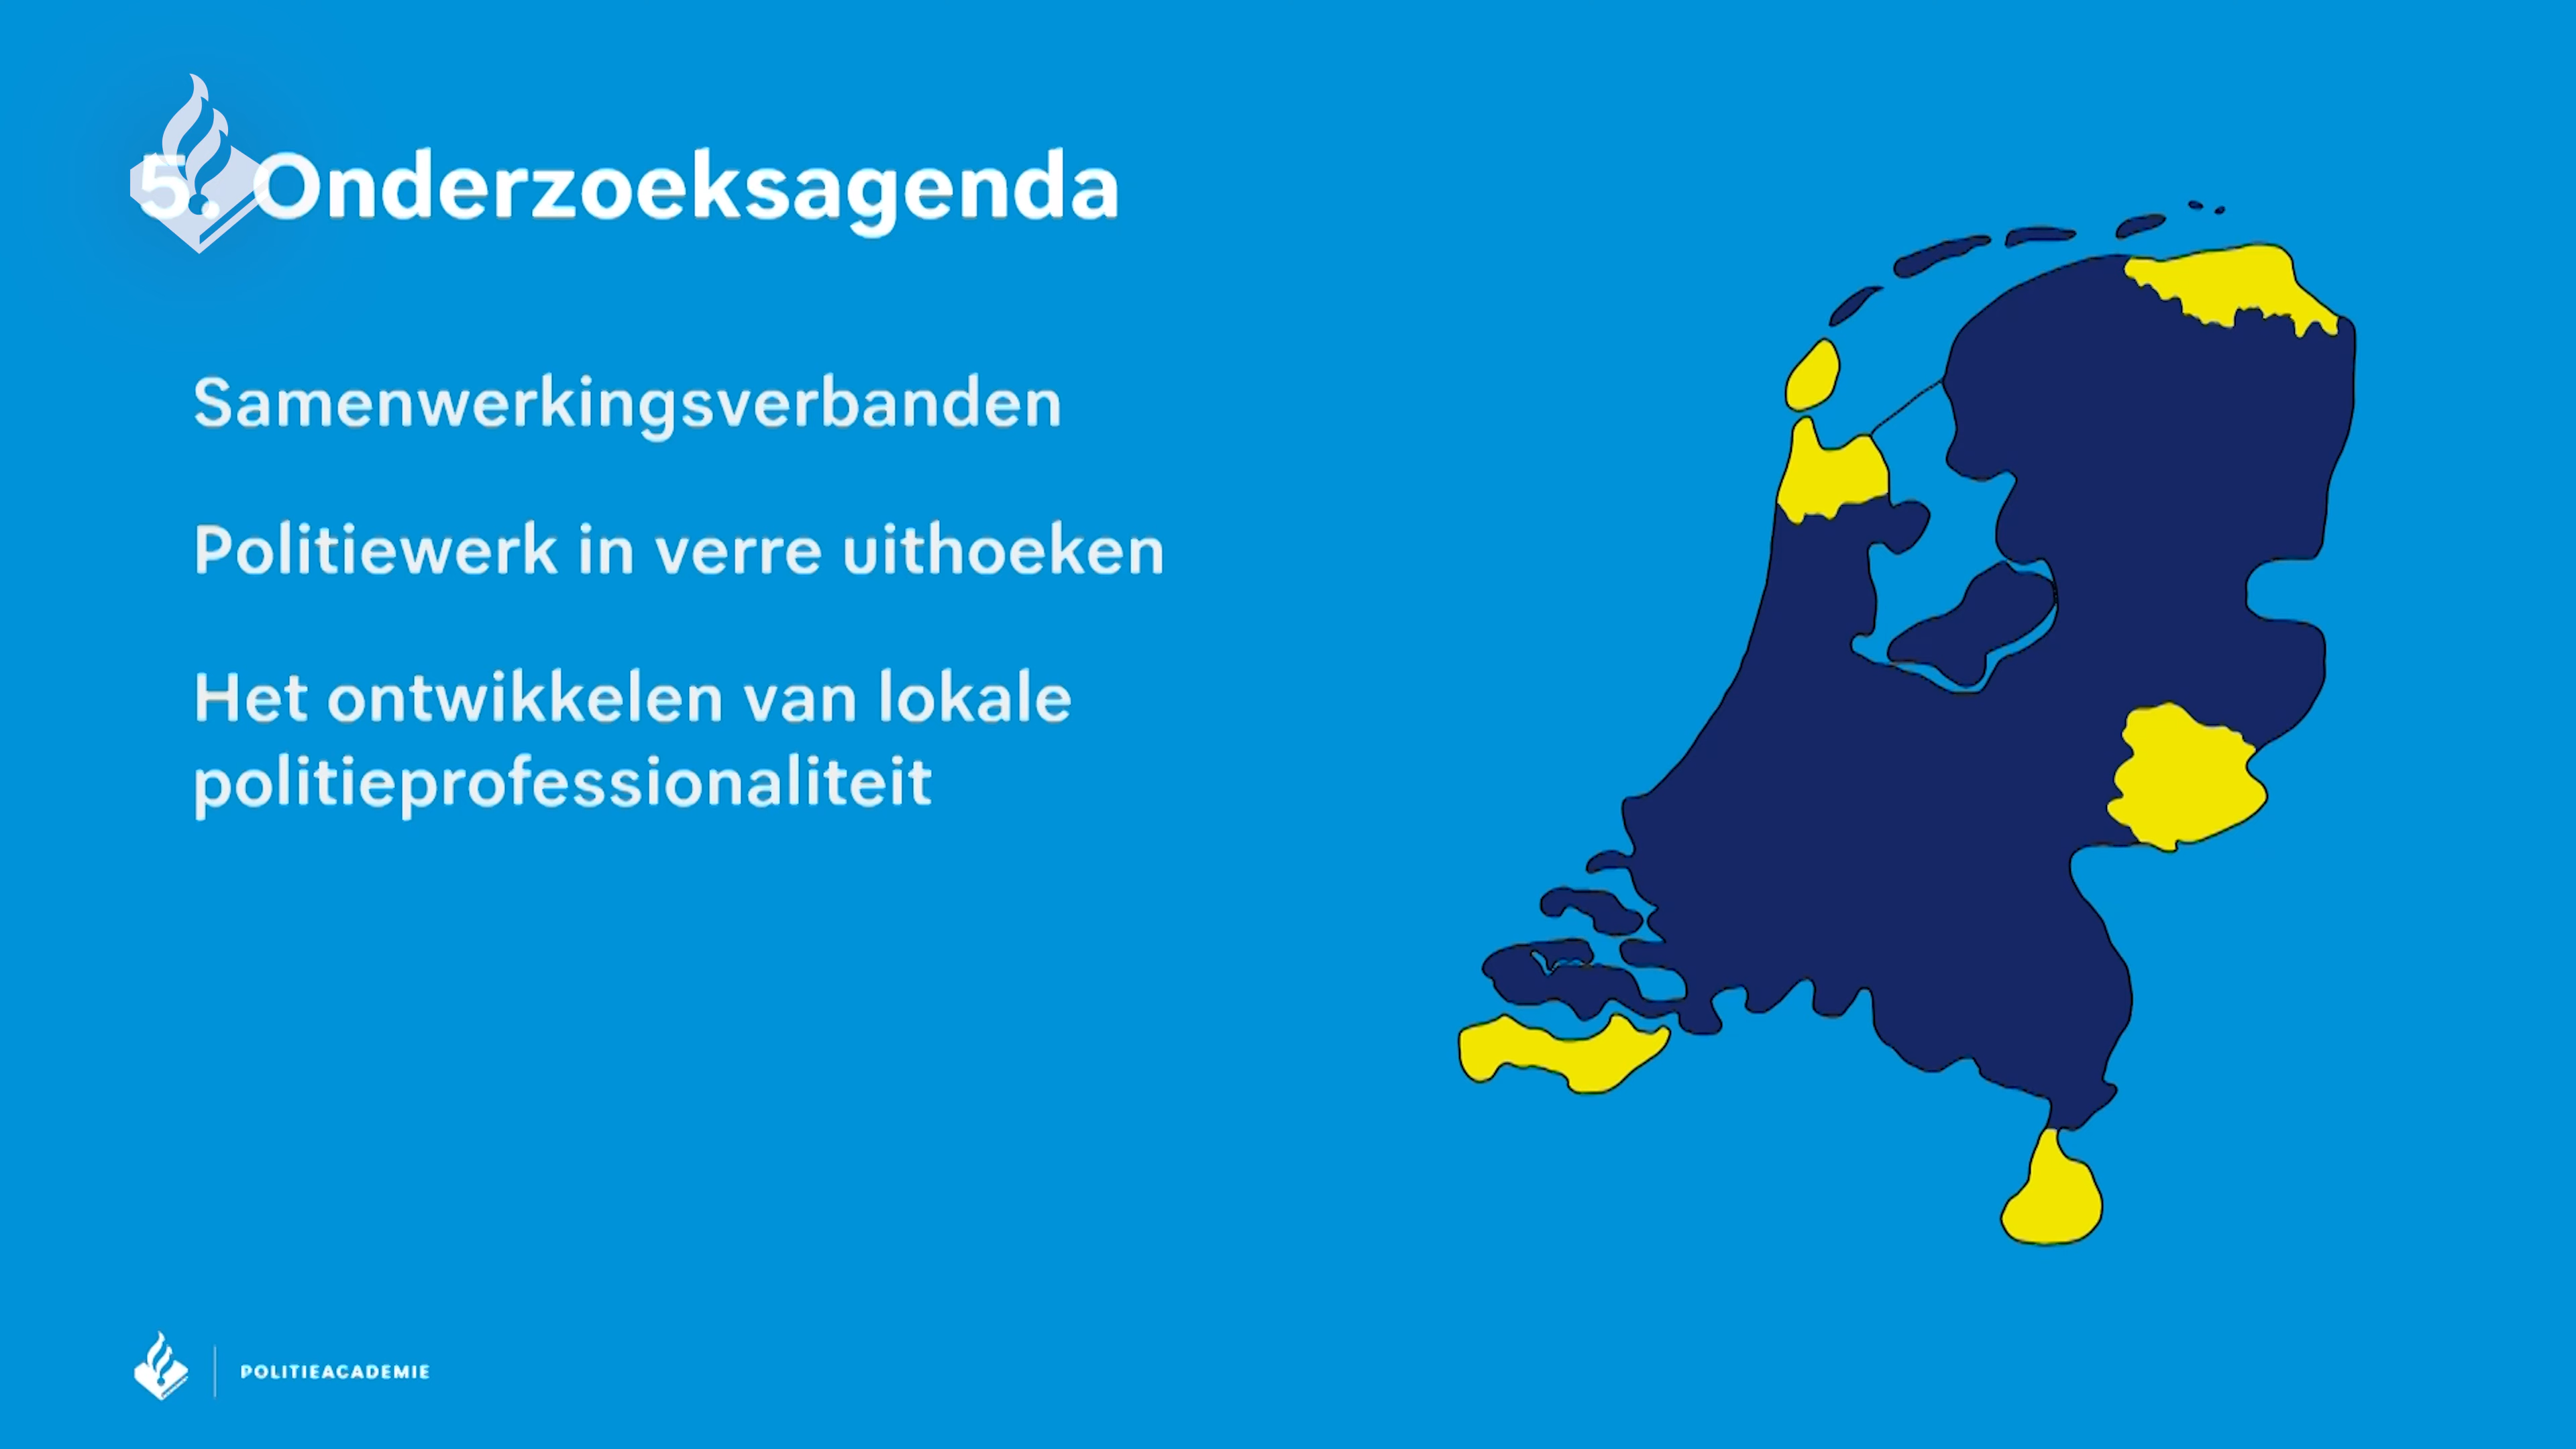 5. Onderzoeksagenda
Samenwerkingsverbanden
Politiewerk in verre uithoeken
Het ontwikkelen van lokale
politieprofessionaliteit
POLITIEACADEMIE